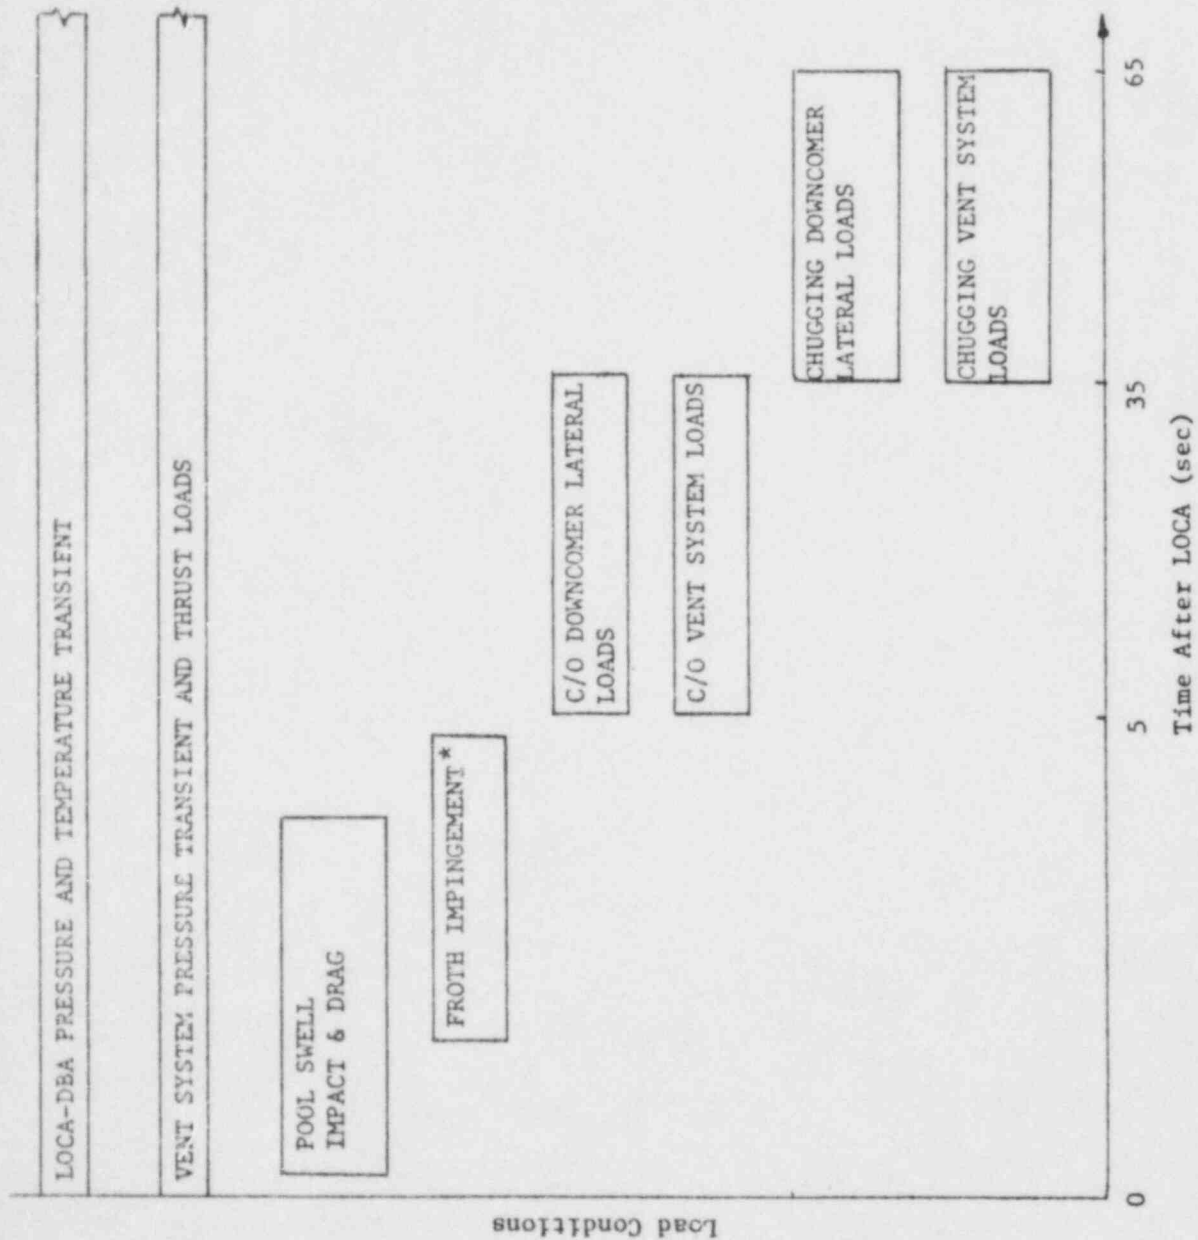 LOCA-DBA PRESSURE AND TEMPERATURE TRANSIENT
VENT SYSTEM PRESSURE TRANSIENT AND THRUST LOADS
POOL SWELL
IMPACT & DRAG
FROTH IMPINGEMENT*
C/O DOWNCOMER LATERAL
LOADS
C/O VENT SYSTEM LOADS
CHUGGING DOWNCOMER
LATERAL LOADS
CHUGGING VENT SYSTEM
LOADS
Load Conditions
0
5
35
65
Time After LOCA (sec)